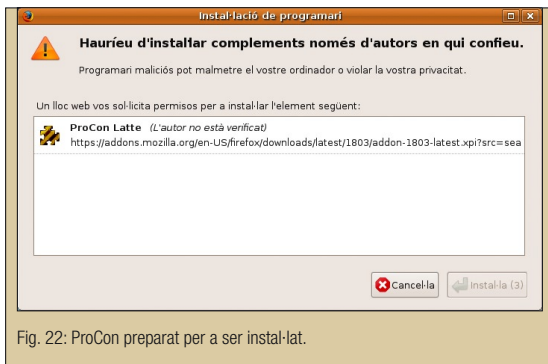 Instal·lació de programari
Hauríeu d'instal·lar complements només d'autors en qui confieu.
Programari maliciós pot malmetre el vostre ordinador o violar la vostra privacitat.
Un lloc web vos sol·licita permisos per a instal·lar l'element següent:
ProCon Latte (L'autor no està verificat)
https://addons.mozilla.org/en-US/firefox/downloads/latest/1803/addon-1803-latest.xpi?src=sea
Cancel·la
Instal·la (3)
Fig. 22: ProCon preparat per a ser instal·lat.